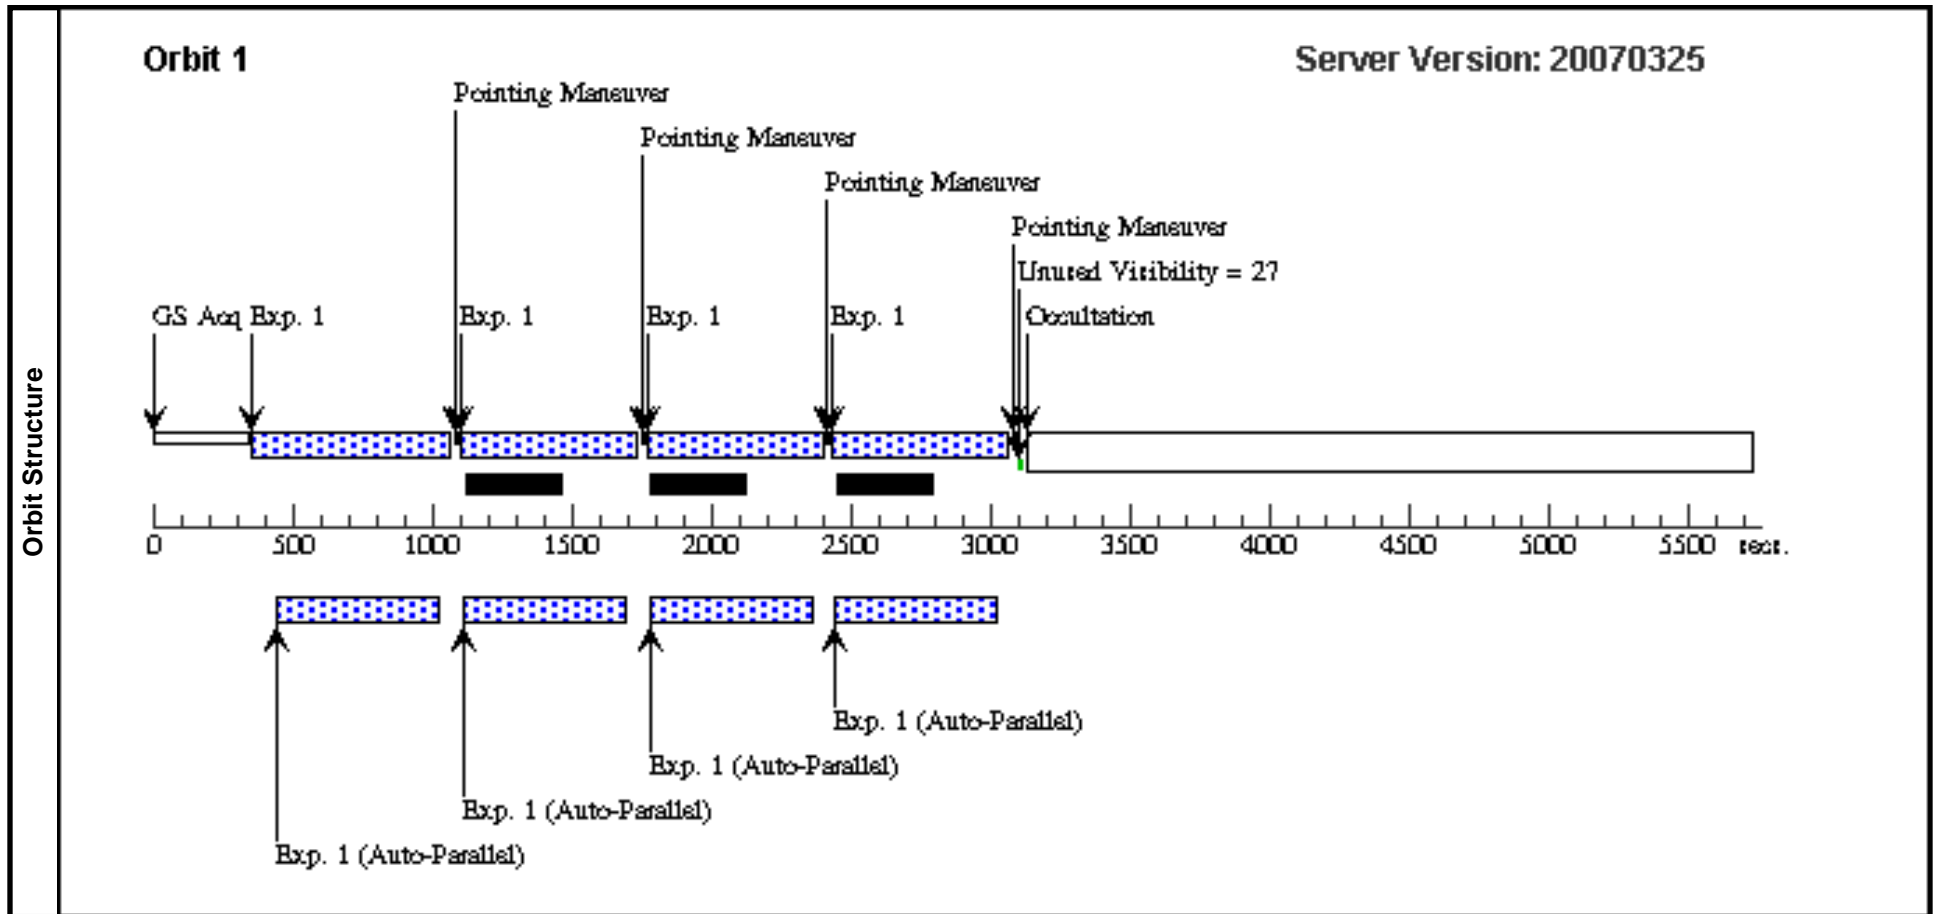 Orbit Structure
Orbit 1
Server Version: 20070325
Pointing Maneuver
Pointing Maneuver
Pointing Maneuver
Pointing Maneuver
Unused Visibility = 27
GS Acq Exp. 1 Exp. 1 Exp. 1 Exp. 1 Occultation
0 500 1000 1500 2000 2500 3000 3500 4000 4500 5000 5500 secs.
Exp. 1 (Auto-Parallel)
Exp. 1 (Auto-Parallel)
Exp. 1 (Auto-Parallel)
Exp. 1 (Auto-Parallel)